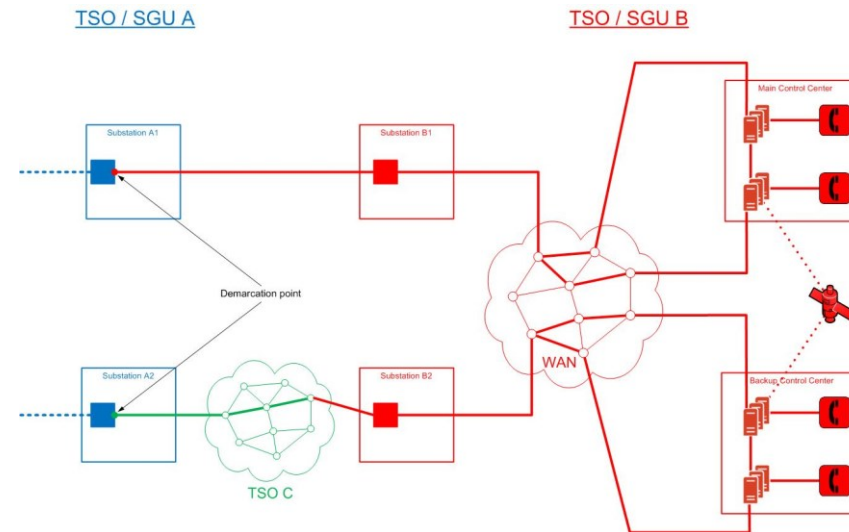 TSO / SGU A
TSO / SGU B
Main Control Center
Substation A1
Substation B1
Demarcation point
WAN
Substation A2
Substation B2
Backup Control Center
TSO C